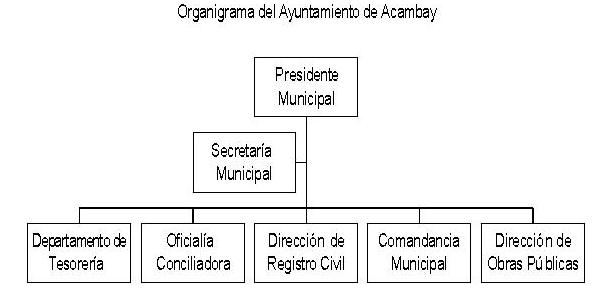 Organigrama del Ayuntamiento de Acambay
Presidente
Municipal
Secretaría
Municipal
Departamento de
Tesorería
Oficialía
Conciliadora
Dirección de
Registro Civil
Comandancia
Municipal
Dirección de
Obras Públicas